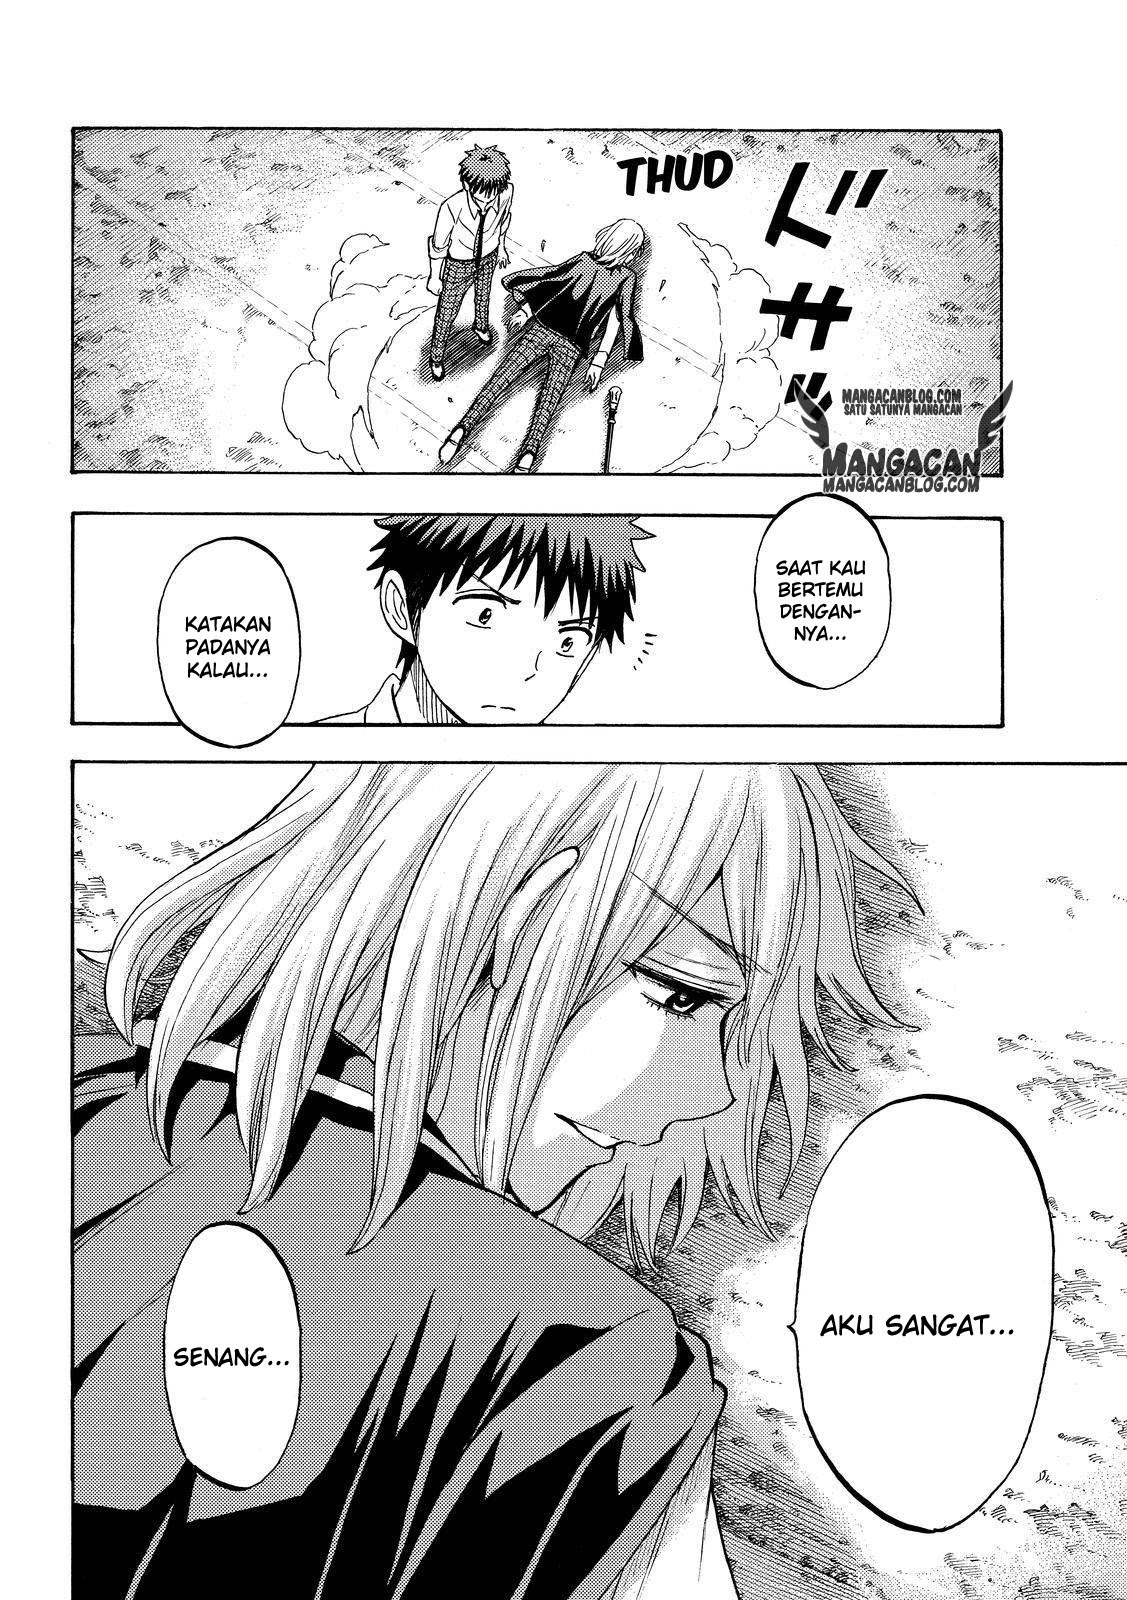 THUD
ドサッ
MANGACANBLOG.COM
SATU SATUNYA MANGACAN
MANGACAN
MANGACANBLOG.COM
SAAT KAU
BERTEMU
DENGAN-
NYA...
KATAKAN
PADANYA
KALAU...
AKU SANGAT...
SENANG...